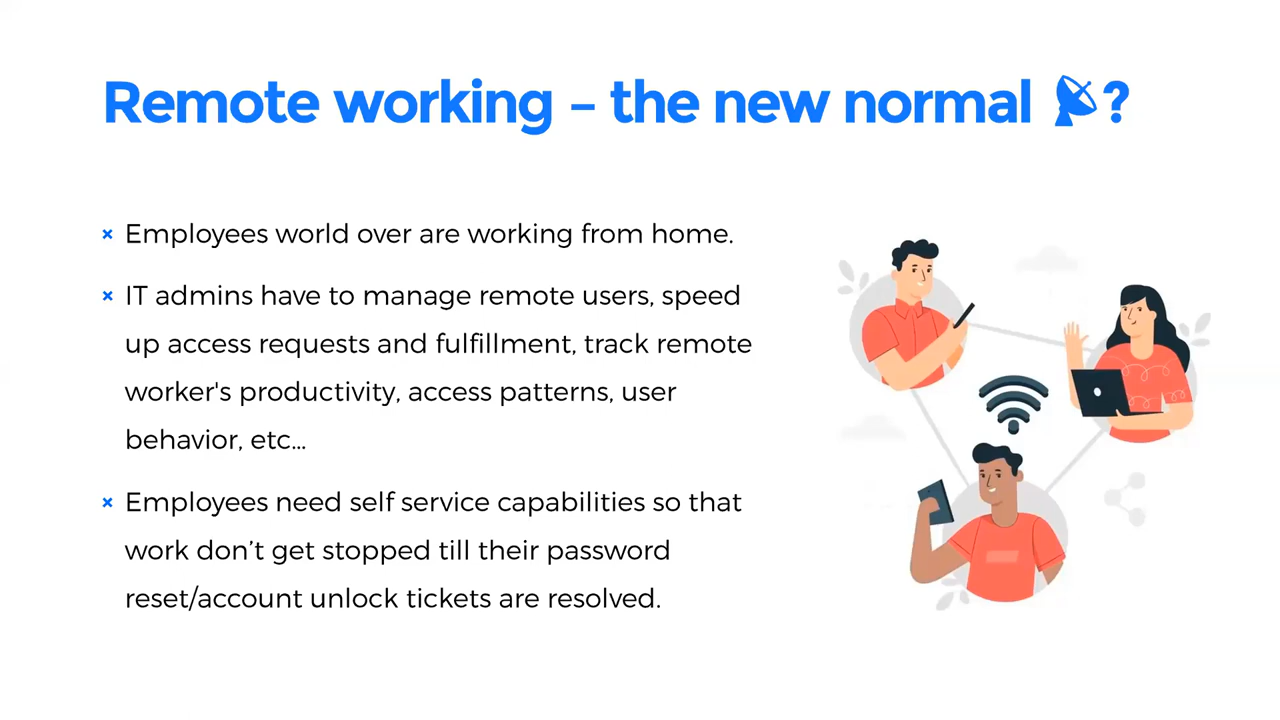 Remote working – the new normal ?
Employees world over are working from home.
IT admins have to manage remote users, speed
up access requests and fulfillment, track remote
worker's productivity, access patterns, user
behavior, etc...
Employees need self service capabilities so that
work don’t get stopped till their password
reset/account unlock tickets are resolved.